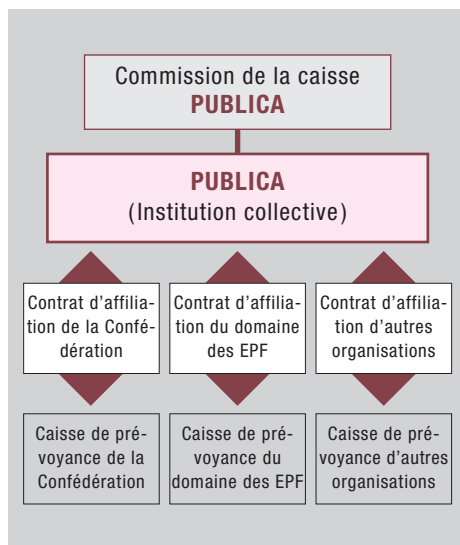 Commission de la caisse
PUBLICA
PUBLICA
(Institution collective)
Contrat d'affilia-
tion de la Confé-
dération
Contrat d'affilia-
tion du domaine
des EPF
Contrat d'affilia-
tion d'autres
organisations
Caisse de pré-
voyance de la
Confédération
Caisse de pré-
voyance du
domaine des EPF
Caisse de pré-
voyance d'autres
organisations